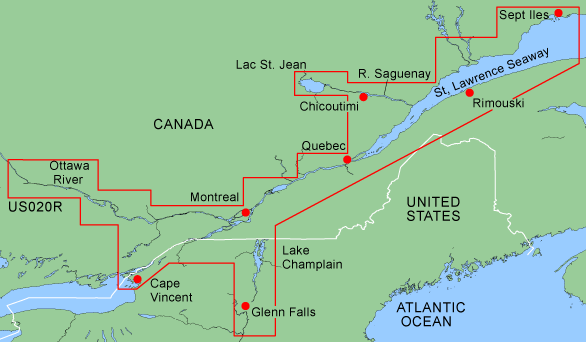 Sept Iles
Lac St. Jean
R. Saguenay
St, Lawrence Seaway
Chicoutimi
Rimouski
CANADA
Quebec
Ottawa
River
Montreal
US020R
UNITED
STATES
Lake
Champlain
Cape
Vincent
Glenn Falls
ATLANTIC
OCEAN